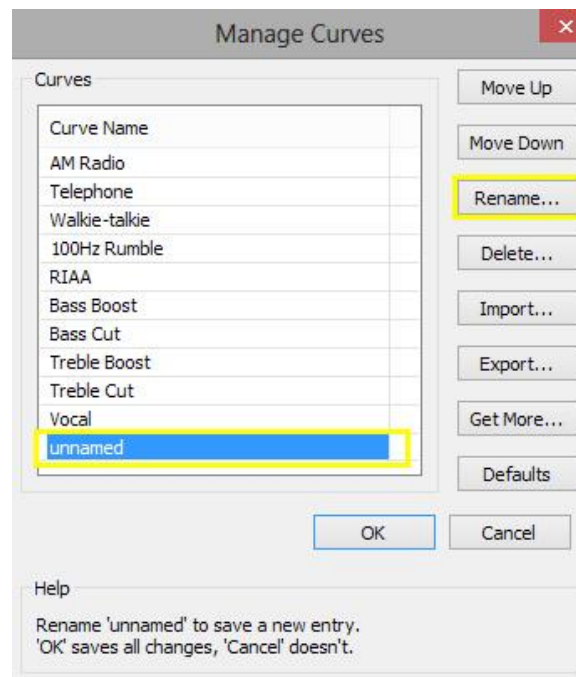 Manage Curves
Curves
Curve Name
AM Radio
Telephone
Walkie-talkie
100Hz Rumble
RIAA
Bass Boost
Bass Cut
Treble Boost
Treble Cut
Vocal
unnamed
Move Up
Move Down
Rename...
Delete...
Import...
Export...
Get More...
Defaults
OK
Cancel
Help
Rename 'unnamed' to save a new entry.
'OK' saves all changes, 'Cancel' doesn't.